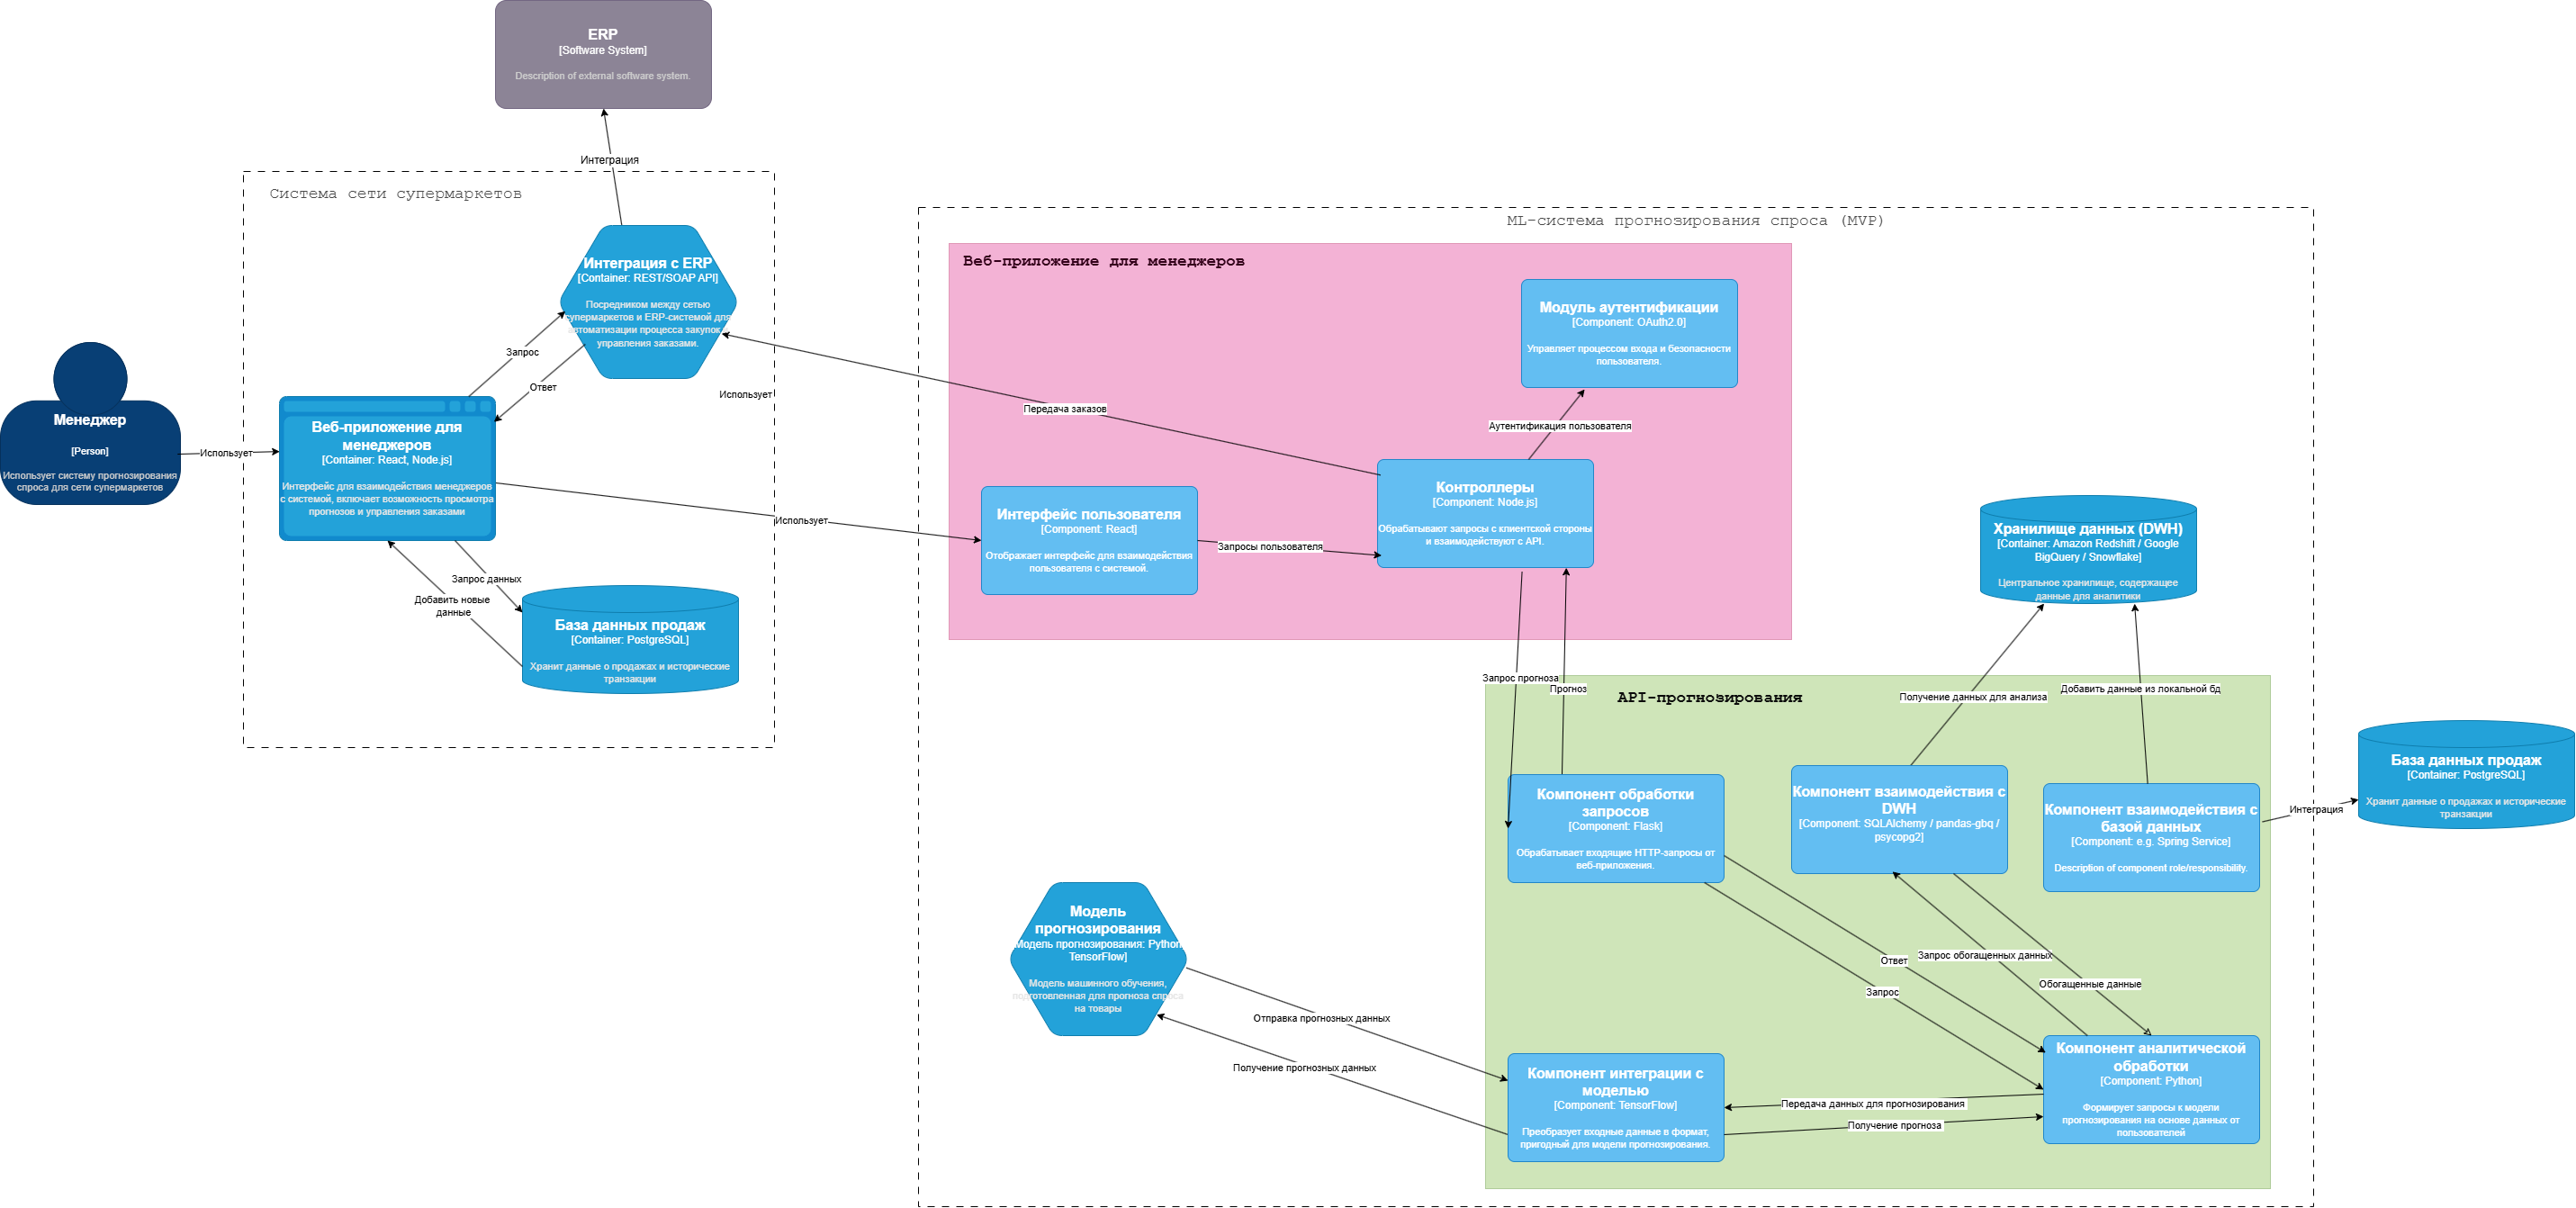 ERP
[Software System]
Description of external software system.
Интеграция
Система сети супермаркетов
Интеграция с ERP
[Container: REST/SOAP API]
Посредником между сетью
супермаркетов и ERP-системой для
автоматизации процесса закупок
управления заказами.
Запрос
Ответ
Использует
Менеджер
[Person]
Использует систему прогнозирования
спроса для сети супермаркетов
Использует
Веб-приложение для
менеджеров
[Container: React, Node.js]
Интерфейс для взаимодействия менеджеров
с системой, включает возможность просмотра
прогнозов и управления заказами
Использует
Запрос данных
Добавить новые
данные
База данных продаж
[Container: PostgreSQL]
Хранит данные о продажах и исторические
транзакции
ML-система прогнозирования спроса (MVP)
Веб-приложение для менеджеров
Модуль аутентификации
[Component: OAuth2.0]
Управляет процессом входа и безопасности
пользователя.
Передача заказов
Аутентификация пользователя
Интерфейс пользователя
[Component: React]
Отображает интерфейс для взаимодействия
пользователя с системой.
Запросы пользователя
Контроллеры
[Component: Node.js]
Обрабатывают запросы с клиентской стороны
и взаимодействуют с API.
Хранилище данных (DWH)
[Container: Amazon Redshift / Google
BigQuery / Snowflake]
Центральное хранилище, содержащее
данные для аналитики
Запрос прогноза
Прогноз
API-прогнозирования
Получение данных для анализа
Добавить данные из локальной бд
Компонент обработки
запросов
[Component: Flask]
Обрабатывает входящие HTTP-запросы от
веб-приложения.
Компонент взаимодействия с
DWH
[Component: SQLAlchemy / pandas-gbq /
psycopg2]
Компонент взаимодействия с
базой данных
[Component: e.g. Spring Service]
Description of component role/responsibility.
Интеграция
База данных продаж
[Container: PostgreSQL]
Хранит данные о продажах и исторические
транзакции
Модель
прогнозирования
Модель прогнозирования: Python
TensorFlow]
Модель машинного обучения,
подготовленная для прогноза спроса
на товары
Ответ
Запрос
Запрос обогащенных данных
Обогащенные данные
Отправка прогнозных данных
Получение прогнозных данных
Компонент интеграции с
моделью
[Component: TensorFlow]
Преобразует входные данные в формат,
пригодный для модели прогнозирования.
Передача данных для прогнозирования
Получение прогноза
Компонент аналитической
обработки
[Component: Python]
Формирует запросы к модели
прогнозирования на основе данных от
пользователей